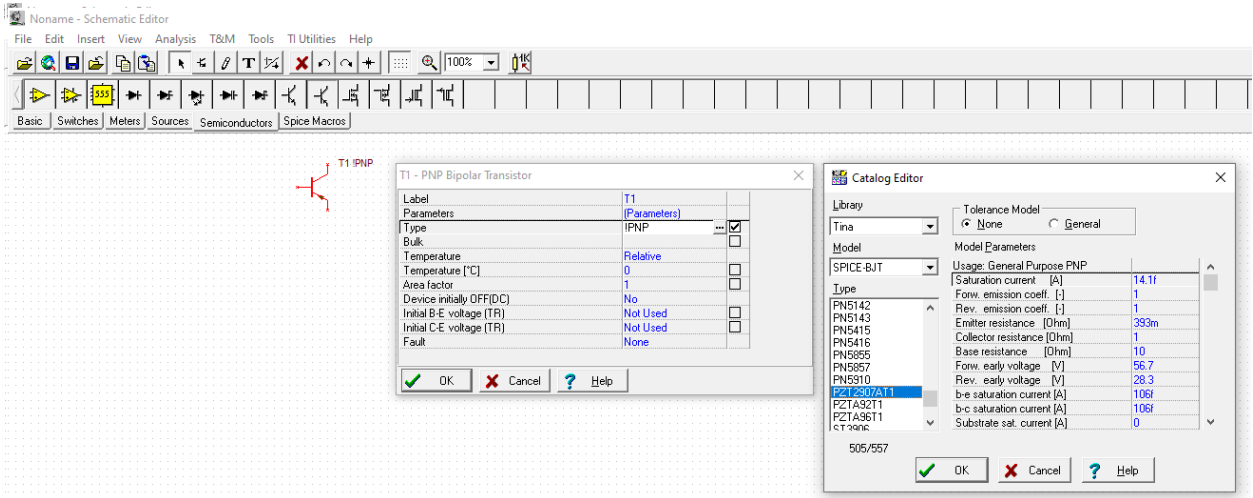 Noname - Schematic Editor
File Edit Insert View Analysis T&M Tools TI Utilities Help
T 100% 1K
555
Basic Switches Meters Sources Semiconductors Spice Macros
T1 !PNP
T1 - PNP Bipolar Transistor
Label T1
Parameters (Parameters)
Type !PNP ...
Bulk
Temperature Relative
Temperature [°C] 0
Area factor 1
Device initially OFF(DC) No
Initial B-E voltage (TR) Not Used
Initial C-E voltage (TR) Not Used
Fault None
OK Cancel ? Help
Catalog Editor
Library
Tina
Model
SPICE-BJT
Type
PN5142
PN5143
PN5415
PN5416
PN5855
PN5857
PN5910
PZT2907AT1
PZTA92T1
PZTA96T1
ST3906
505/557
Tolerance Model
None General
Model Parameters
Usage: General Purpose PNP
Saturation current [A] 14.1f
Forw. emission coeff. [-] 1
Rev. emission coeff. [-] 1
Emitter resistance [Ohm] 393m
Collector resistance [Ohm] 1
Base resistance [Ohm] 10
Forw. early voltage [V] 56.7
Rev. early voltage [V] 28.3
b-e saturation current [A] 106f
b-c saturation current [A] 106f
Substrate sat. current [A] 0
OK Cancel ? Help